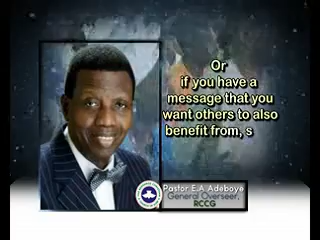 Or
if you have a
message that you
want others to also
benefit from, s
Pastor E.A Adeboye
General Overseer,
RCCG